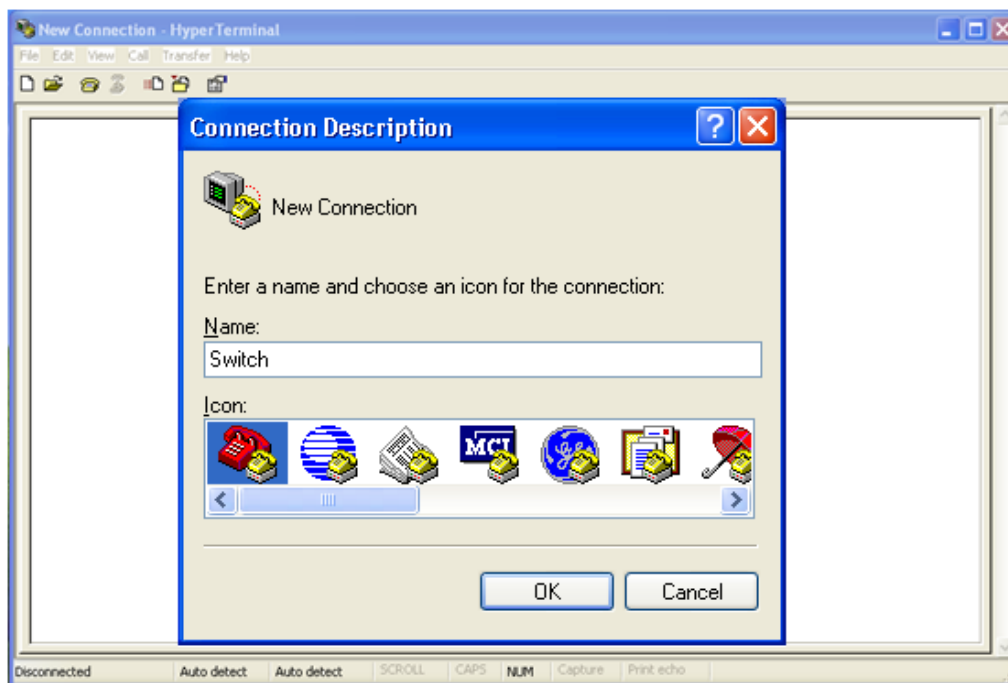 New Connection - HyperTerminal
File Edit View Call Transfer Help
Connection Description
New Connection
Enter a name and choose an icon for the connection:
Name:
Switch
Icon:
MCI
OK Cancel
Disconnected Auto detect Auto detect SCROLL CAPS NUM Capture Print echo